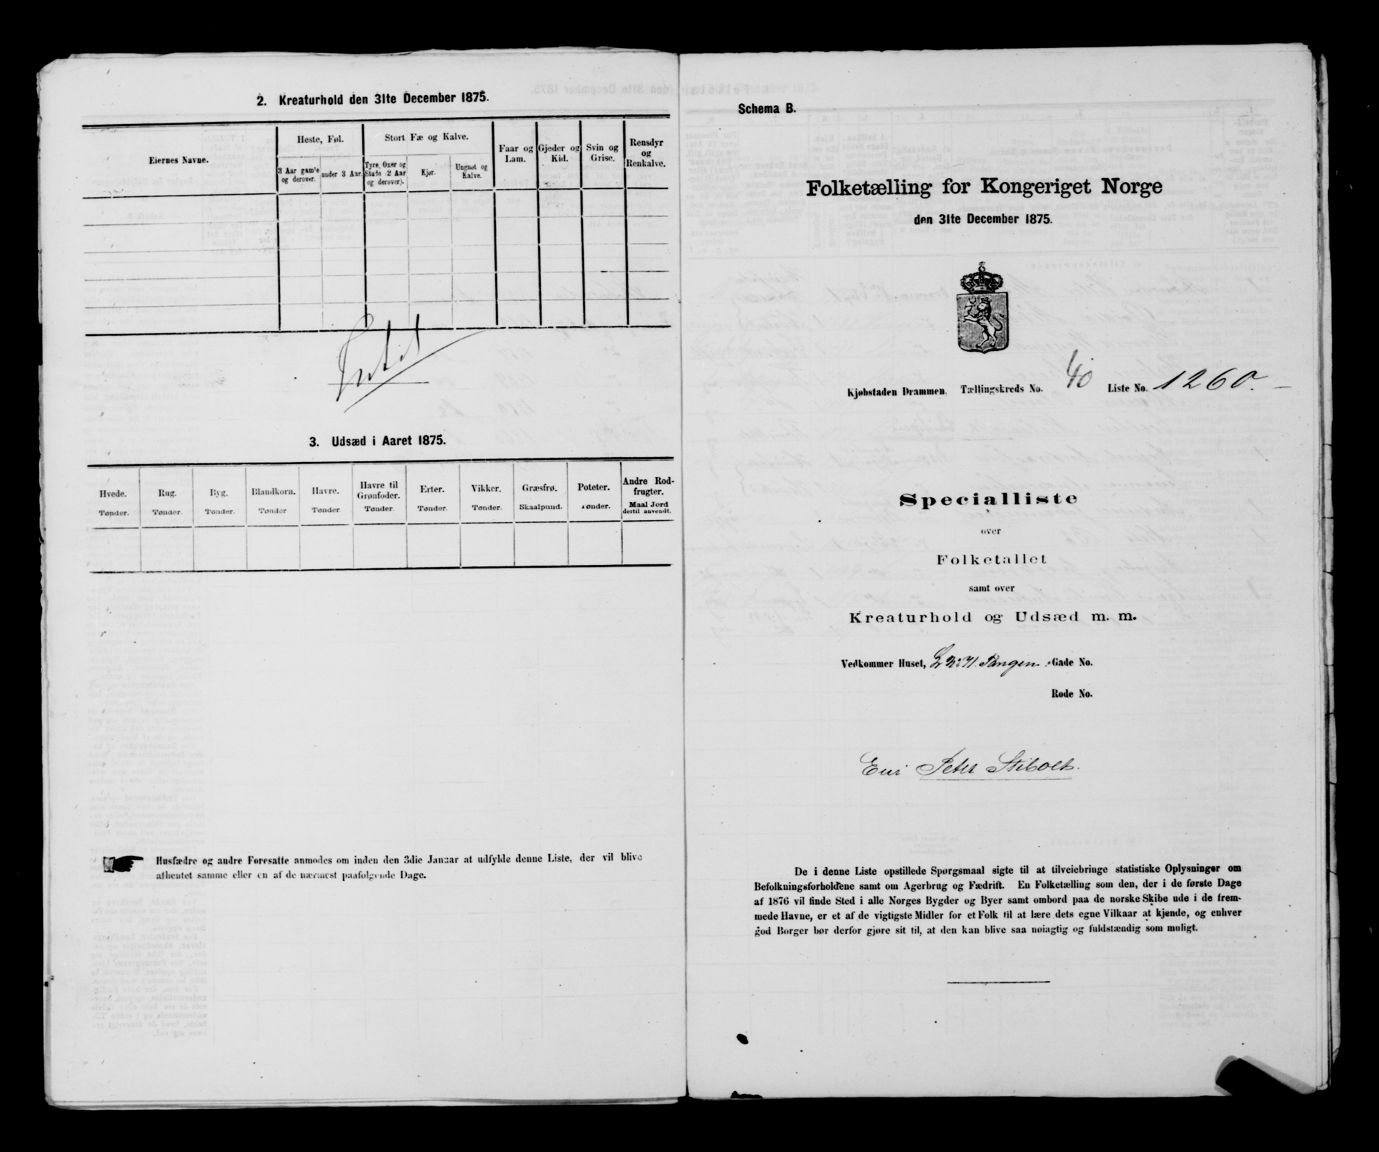 2. Kreaturhold den 31te December 1875.
Eiernes Navne.
Heste, Føl.
Stort Fæ og Kalve.
Faar og Lam.
Gjeder og Kid.
Svin og Grise.
Rensdyr og Renkalve.
3 Aar gamle og derover.
under 3 Aar.
Tyre, Oxer og Stude (2 Aar og derover).
Kjør.
Ungnøt og Kalve.
3. Udsæd i Aaret 1875.
Hvede. Rug. Byg. Blandkorn. Havre. Havre til Grønfoder. Erter. Vikker. Græsfrø. Poteter. Andre Rodfrugter.
Tønder. Tønder. Tønder. Tønder Tønder. Tønder. Tønder. Tønder. Skaalpund. Tønder. Maal Jord dertil anvendt.
Husfædre og andre Foresatte anmodes om inden den 3die Januar at udfylde denne Liste, der vil blive
afhentet samme eller en af de nærmest paafølgende Dage.
Schema B.
Folketælling for Kongeriget Norge
den 31te December 1875.
Kjøbstaden Drammen. Tællingskreds No. 40 Liste No. 1260.
Specialliste
over
Folketallet
samt over
Kreaturhold og Udsæd m. m.
Vedkommer Huset, Tangen Gade No.
Rode No.
Eier Peter Stibolt.
De i denne Liste opstillede Spørgsmaal sigte til at tilveiebringe statistiske Oplysninger om
Befolkningsforholdene samt om Agerbrug og Fædrift. En Folketælling som den, der i de første Dage
af 1876 vil finde Sted i alle Norges Bygder og Byer samt ombord paa de norske Skibe ude i de frem-
mede Havne, er et af de vigtigste Midler for et Folk til at lære dets egne Vilkaar at kjende, og enhver
god Borger bør derfor gjøre sit til, at den kan blive saa nøiagtig og fuldstændig som muligt.